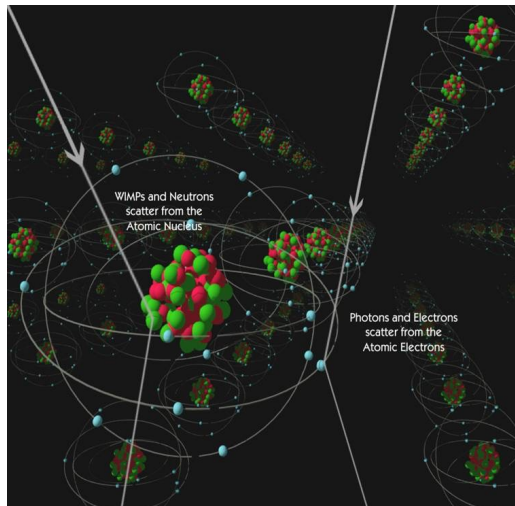 WIMPs and Neutrons
scatter from the
Atomic Nucleus
Photons and Electrons
scatter from the
Atomic Electrons